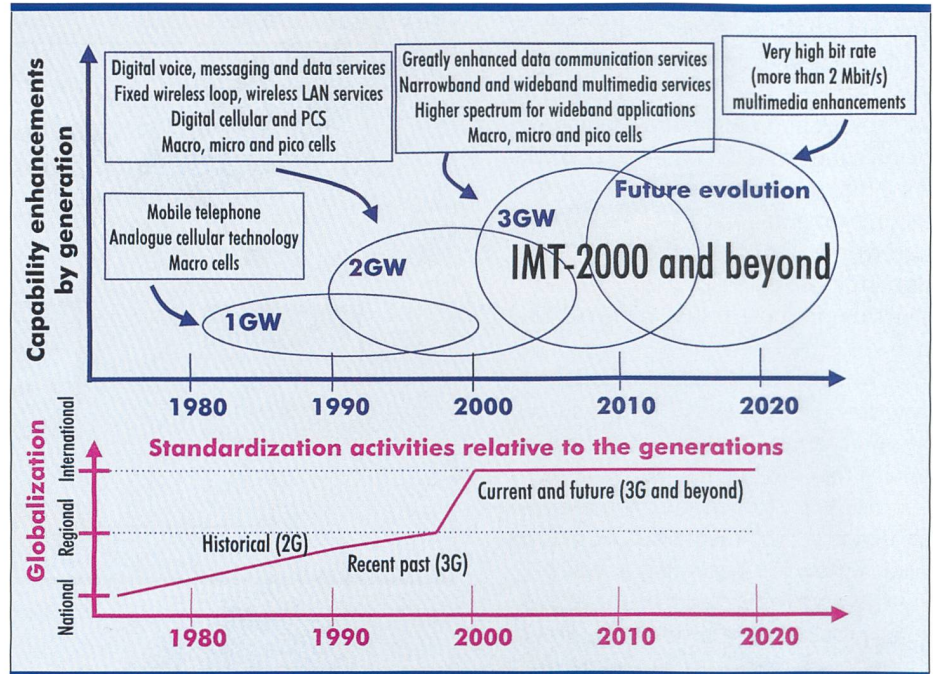 Capability enhancements
by generation
Digital voice, messaging and data services
Fixed wireless loop, wireless LAN services
Digital cellular and PCS
Macro, micro and pico cells
Greatly enhanced data communication services
Narrowband and wideband multimedia services
Higher spectrum for wideband applications
Macro, micro and pico cells
Very high bit rate
(more than 2 Mbit/s)
multimedia enhancements
Mobile telephone
Analogue cellular technology
Macro cells
1GW
2GW
3GW
Future evolution
IMT-2000 and beyond
1980 1990 2000 2010 2020
Globalization
National Regional International
Standardization activities relative to the generations
Historical (2G)
Recent past (3G)
Current and future (3G and beyond)
1980 1990 2000 2010 2020